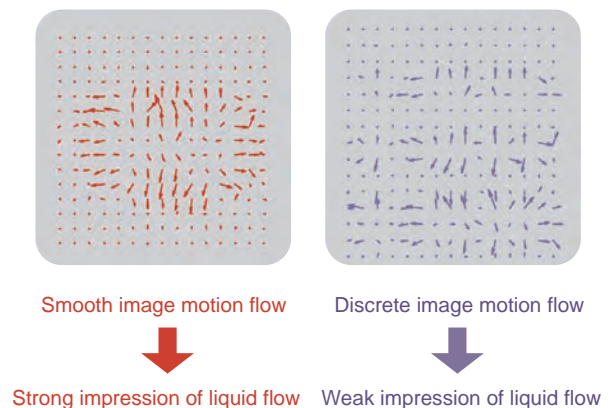 Smooth image motion flow
Discrete image motion flow
Strong impression of liquid flow
Weak impression of liquid flow